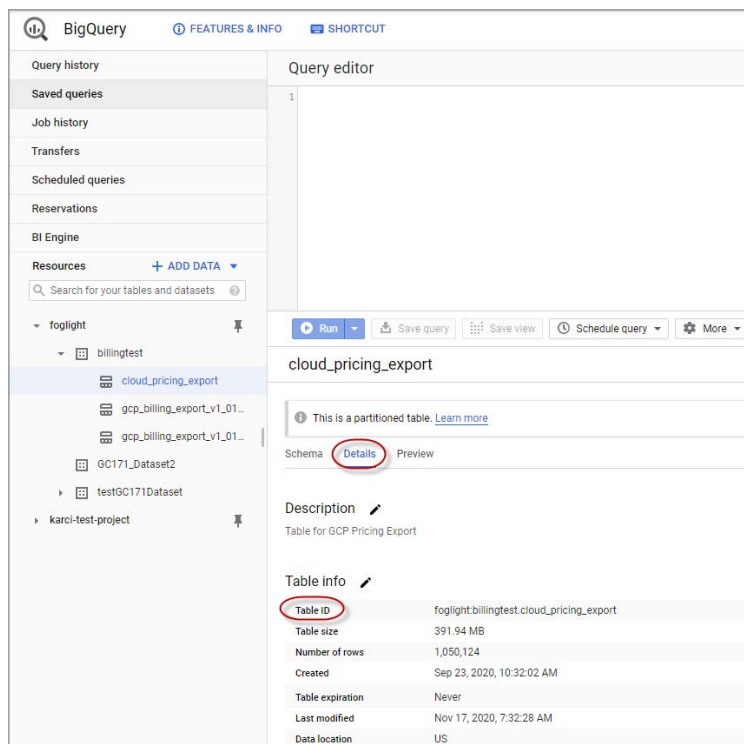 BigQuery
FEATURES & INFO
SHORTCUT
Query history
Saved queries
Job history
Transfers
Scheduled queries
Reservations
BI Engine
Resources
+ ADD DATA
Search for your tables and datasets
foglight
billingtest
cloud_pricing_export
gcp_billing_export_v1_01...
gcp_billing_export_v1_01...
GC171_Dataset2
testGC171Dataset
karci-test-project
Query editor
1
Run
Save query
Save view
Schedule query
More
cloud_pricing_export
This is a partitioned table. Learn more
Schema Details Preview
Description
Table for GCP Pricing Export
Table info
Table ID foglight:billingtest.cloud_pricing_export
Table size 391.94 MB
Number of rows 1,050,124
Created Sep 23, 2020, 10:32:02 AM
Table expiration Never
Last modified Nov 17, 2020, 7:32:28 AM
Data location US